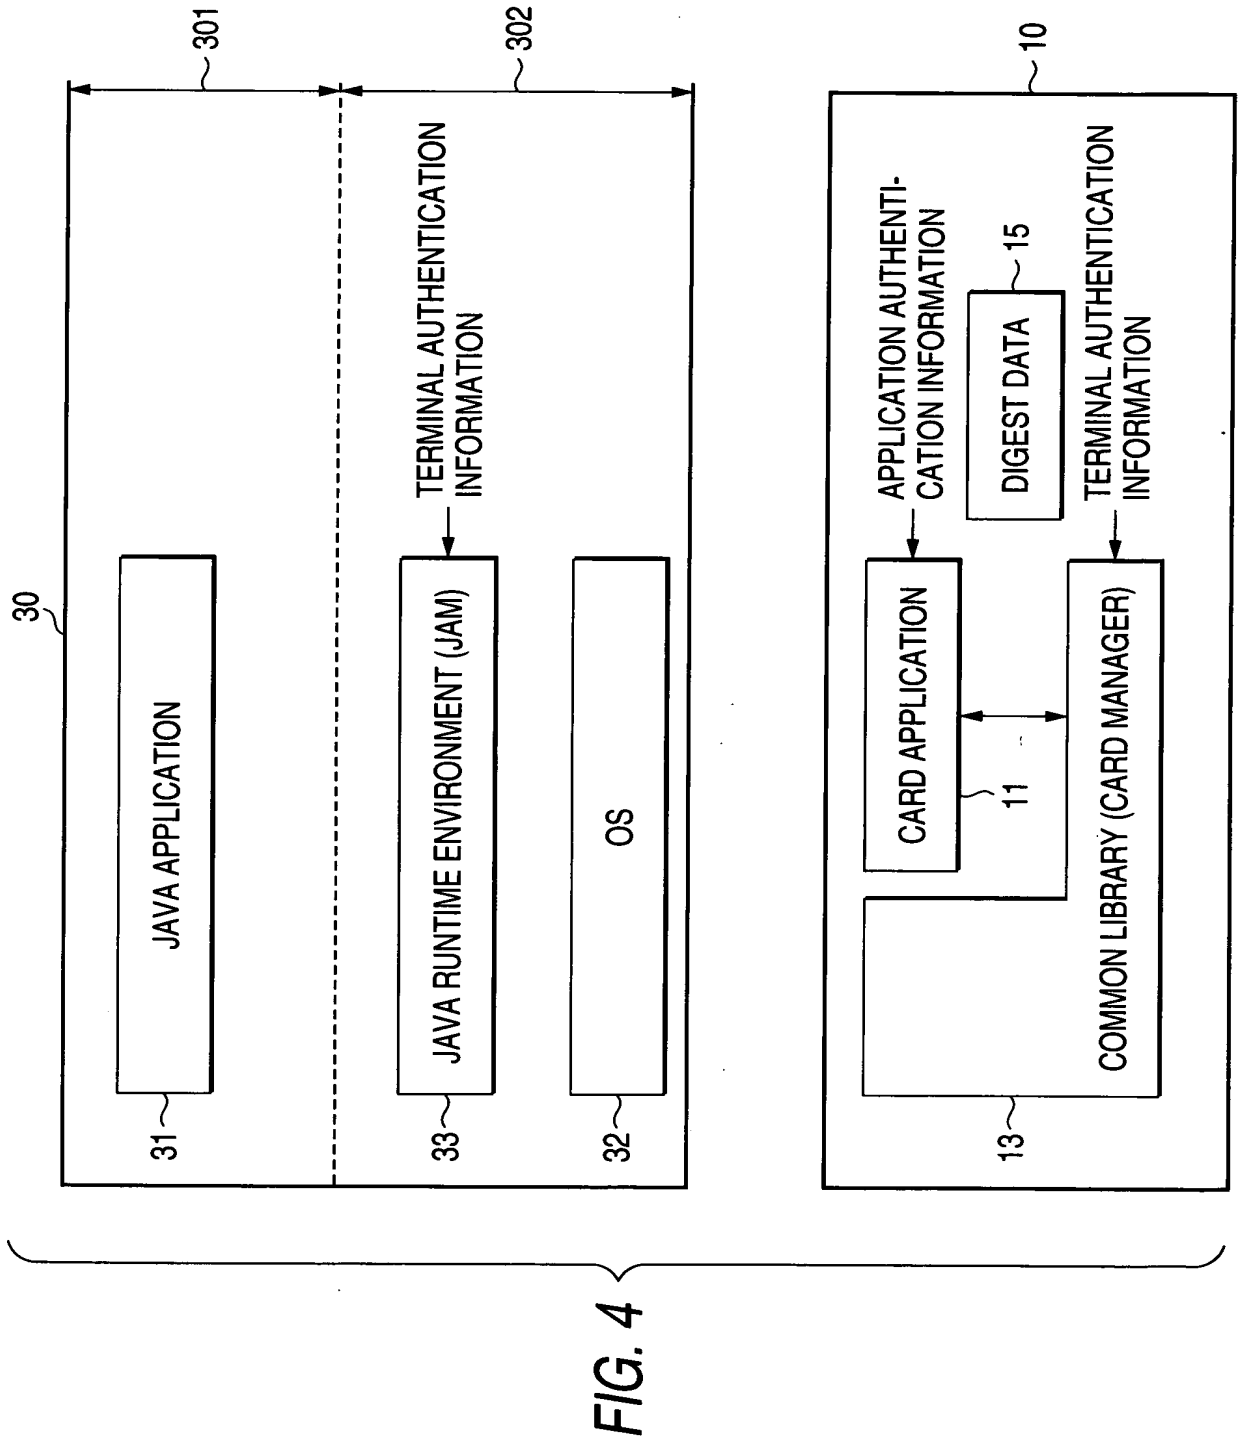 FIG. 4
30
301
302
31
JAVA APPLICATION
33
JAVA RUNTIME ENVIRONMENT (JAM)
TERMINAL AUTHENTICATION
INFORMATION
32
OS
10
CARD APPLICATION
11
APPLICATION AUTHENTI-
CATION INFORMATION
DIGEST DATA
15
13
COMMON LIBRARY (CARD MANAGER)
TERMINAL AUTHENTICATION
INFORMATION